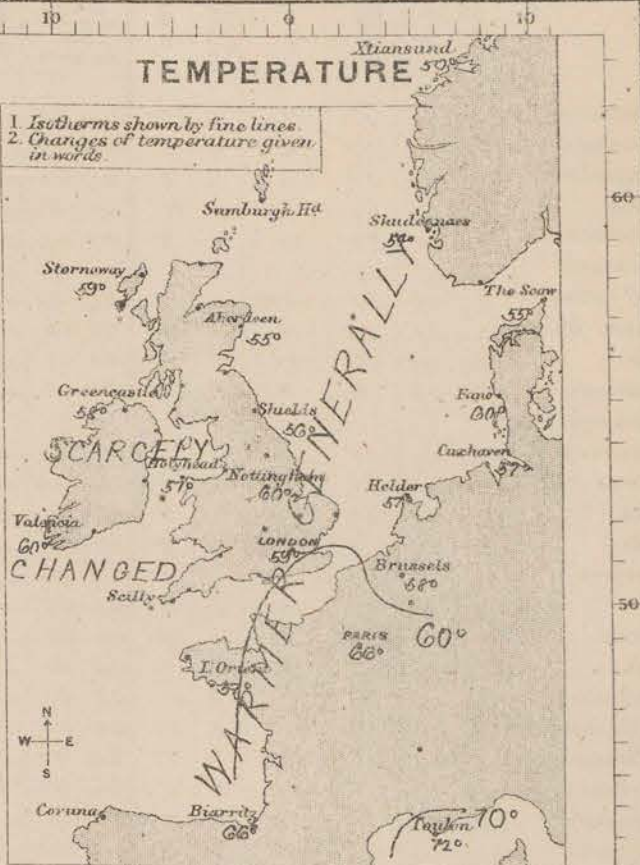 10 0 10
Xtiansund
50°
TEMPERATURE
1. Isotherms shown by fine lines.
2. Changes of temperature given
in words.
60
Sumburgh Hd
Skudesnaes
Stornoway
59°
The Scaw
55°
Aberdeen
55°
Greencastle
58°
Shields
56°
Fano
60°
SCARCELY
Holyhead
57°
Nottingham
60°
Cuxhaven
57°
Helder
57°
Valencia
60°
LONDON
59°
CHANGED
Brussels
58°
Scilly
50
60°
PARIS
66°
L'Orient
WARMER GENERALLY
N
W E
S
Coruna
Biarritz
66°
70°
Toulon
72°